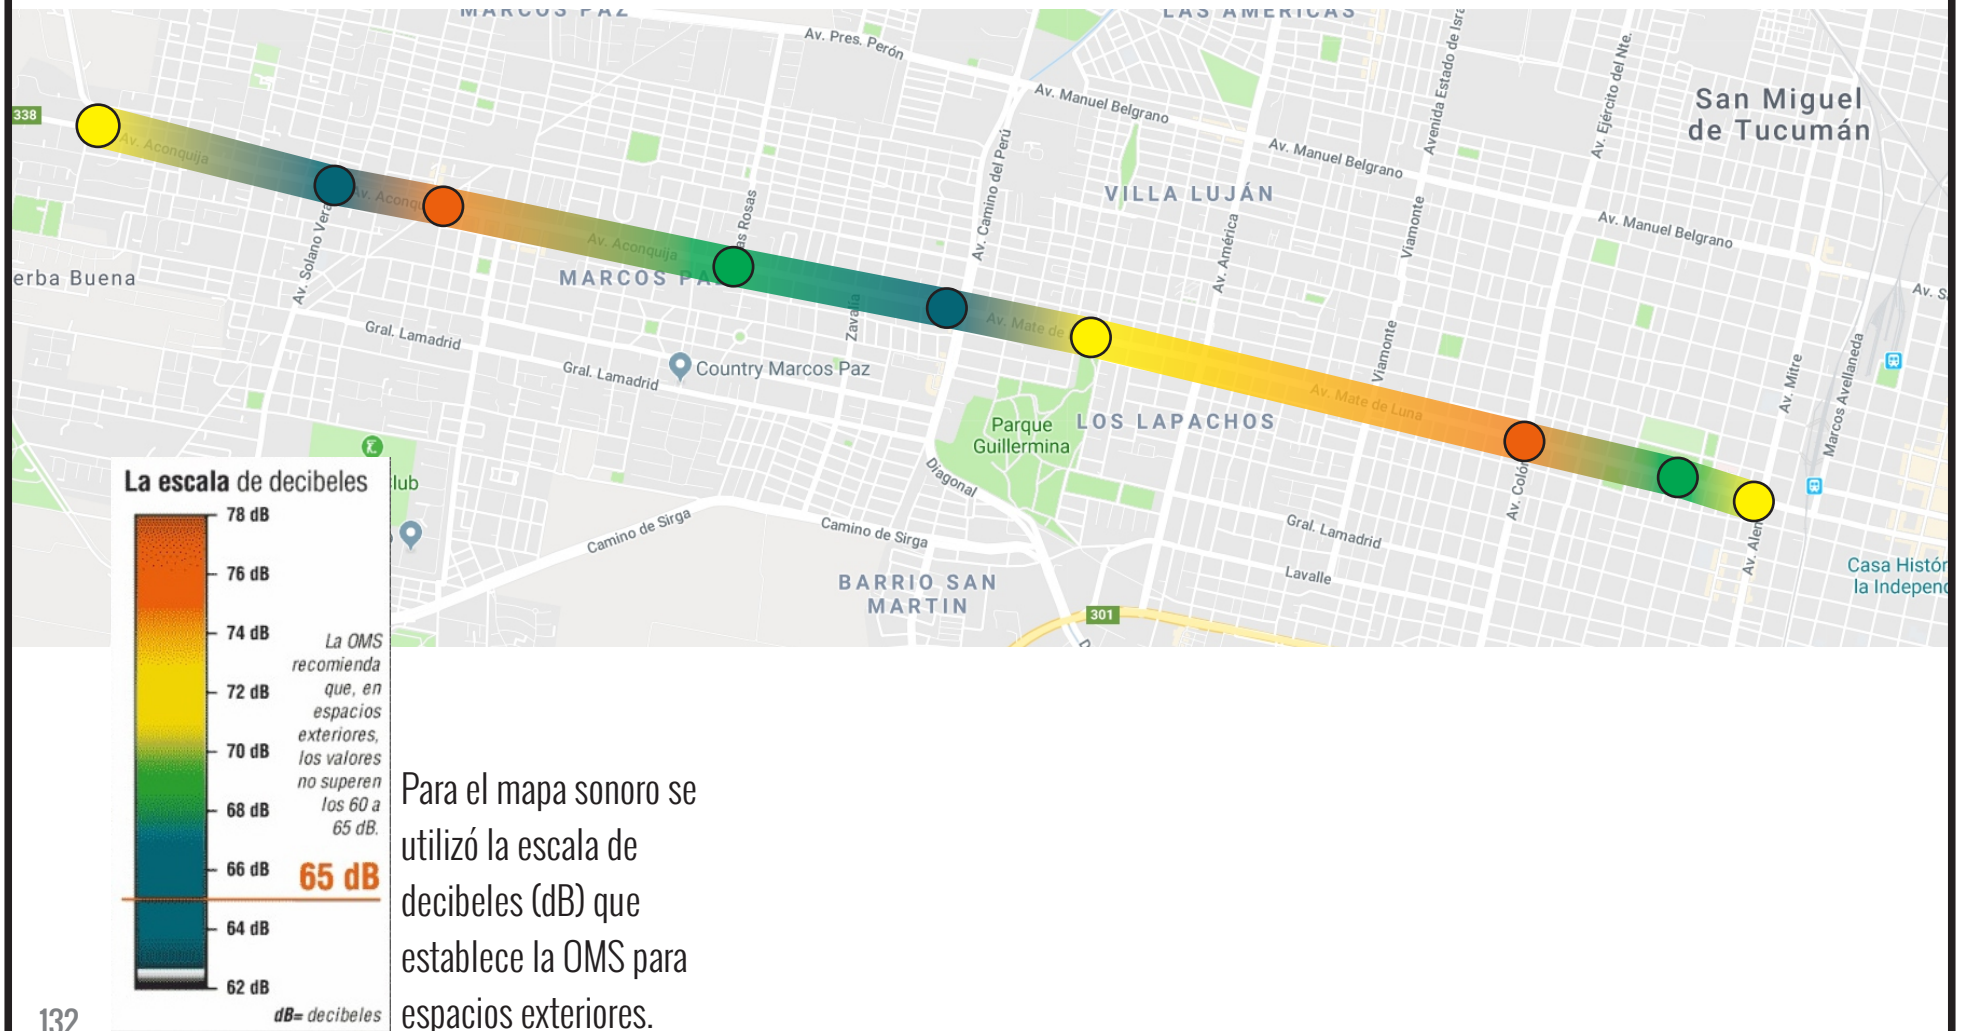 MARCOS PAZ
LAS AMÉRICAS
Av. Pres. Perón
Av. Manuel Belgrano
Av. Manuel Belgrano
Av. Manuel Belgrano
Avenida Estado de Isra
Av. Ejército del Nte.
San Miguel
de Tucumán
338
Av. Aconquija
Av. Aconqu
Av. Aconquija
as Rosas
Av. Camino del Perú
VILLA LUJÁN
Av. América
Viamonte
Viamonte
Av. S
erba Buena
Av. Solano Vera
MARCOS PA
Zavalía
Av. Mate de
Av. Mate de Luna
Gral. Lamadrid
Gral. Lamadrid
Country Marcos Paz
Parque
Guillermina
LOS LAPACHOS
Av. Mitre
Marcos Avellaneda
Diagonal
Av. Colón
Av. Alem
Camino de Sirga
Camino de Sirga
Gral. Lamadrid
Lavalle
Casa Histór
la Independ
BARRIO SAN
MARTIN
301
lub
La escala de decibeles
78 dB
76 dB
74 dB
72 dB
70 dB
68 dB
66 dB
64 dB
62 dB
La OMS
recomienda
que, en
espacios
exteriores,
los valores
no superen
los 60 a
65 dB.
65 dB
dB= decibeles
Para el mapa sonoro se
utilizó la escala de
decibeles (dB) que
establece la OMS para
espacios exteriores.
132